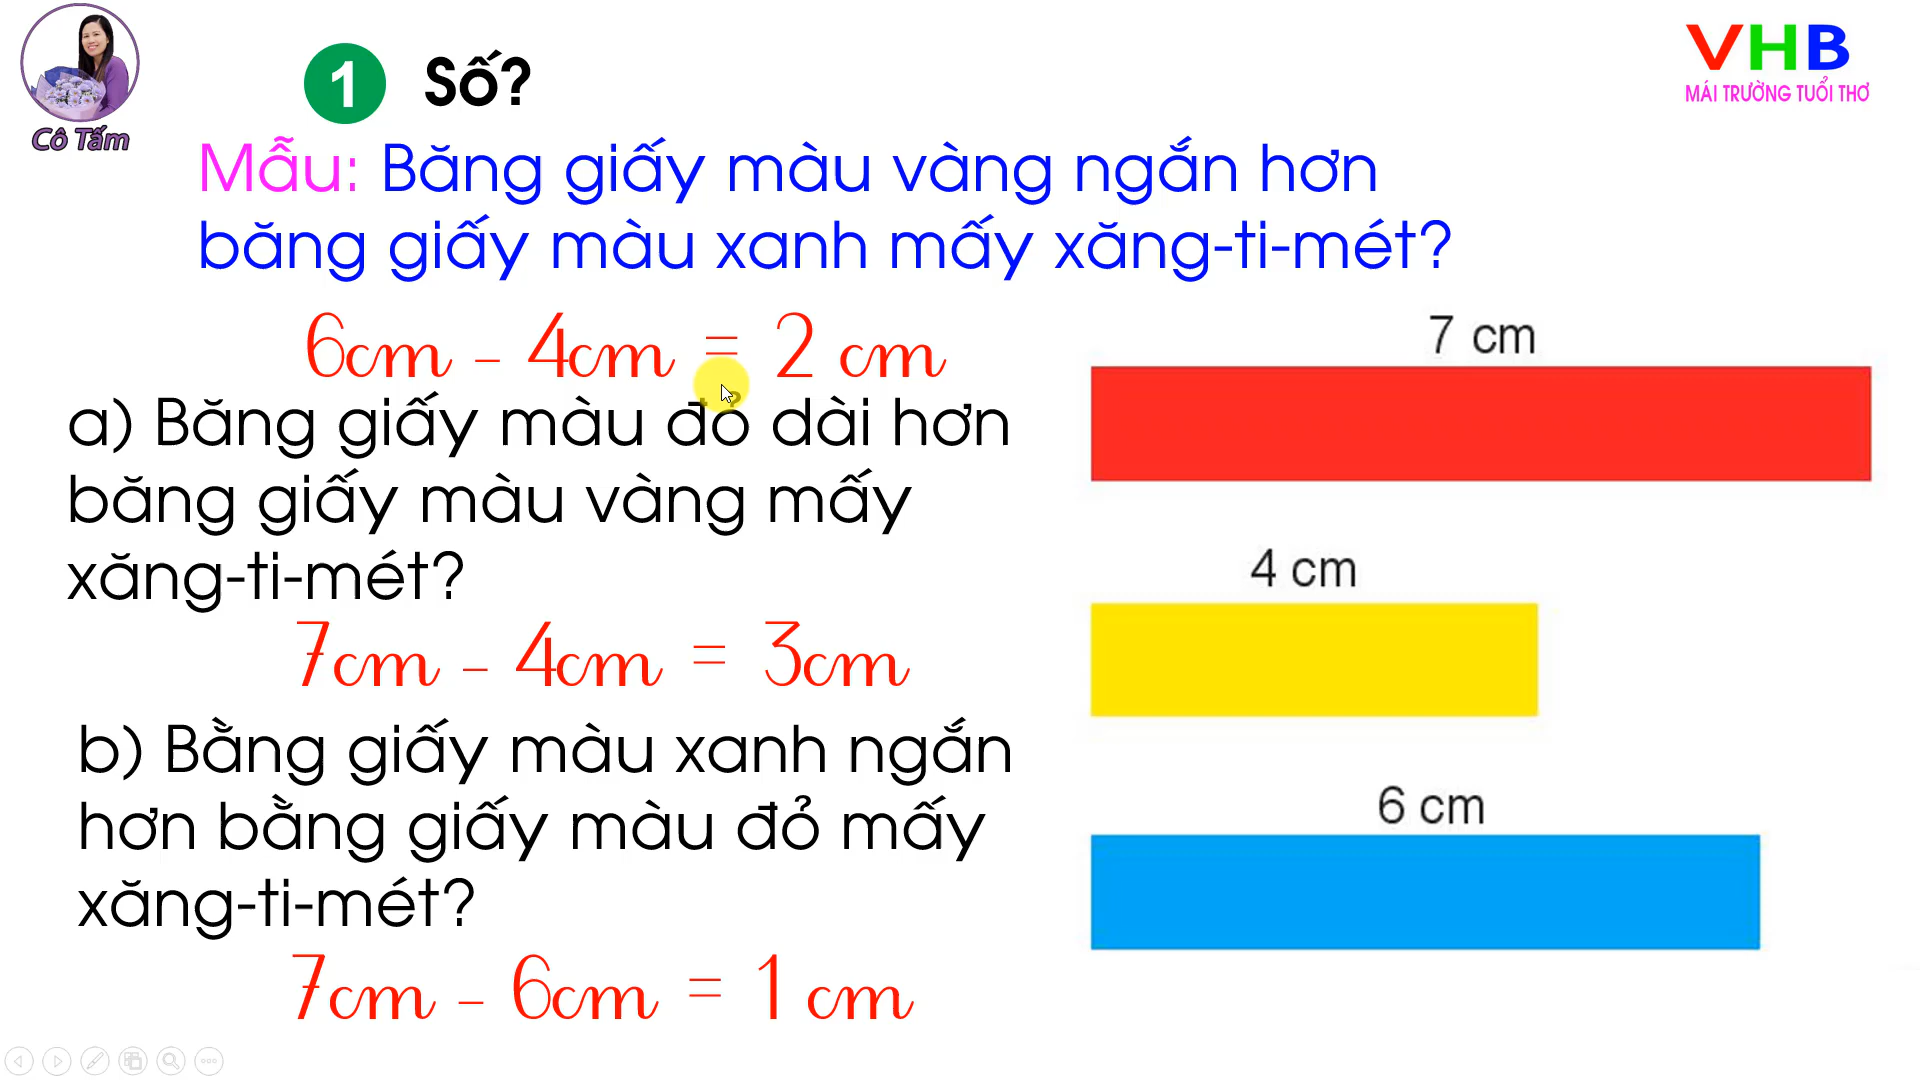 Cô Tấm
1 Số?
VHB
MÁI TRƯỜNG TUỔI THƠ
Mẫu: Băng giấy màu vàng ngắn hơn
băng giấy màu xanh mấy xăng-ti-mét?
6cm - 4cm = 2 cm
a) Băng giấy màu đỏ dài hơn
băng giấy màu vàng mấy
xăng-ti-mét?
7cm - 4cm = 3cm
b) Bằng giấy màu xanh ngắn
hơn bằng giấy màu đỏ mấy
xăng-ti-mét?
7cm - 6cm = 1 cm
7 cm
4 cm
6 cm